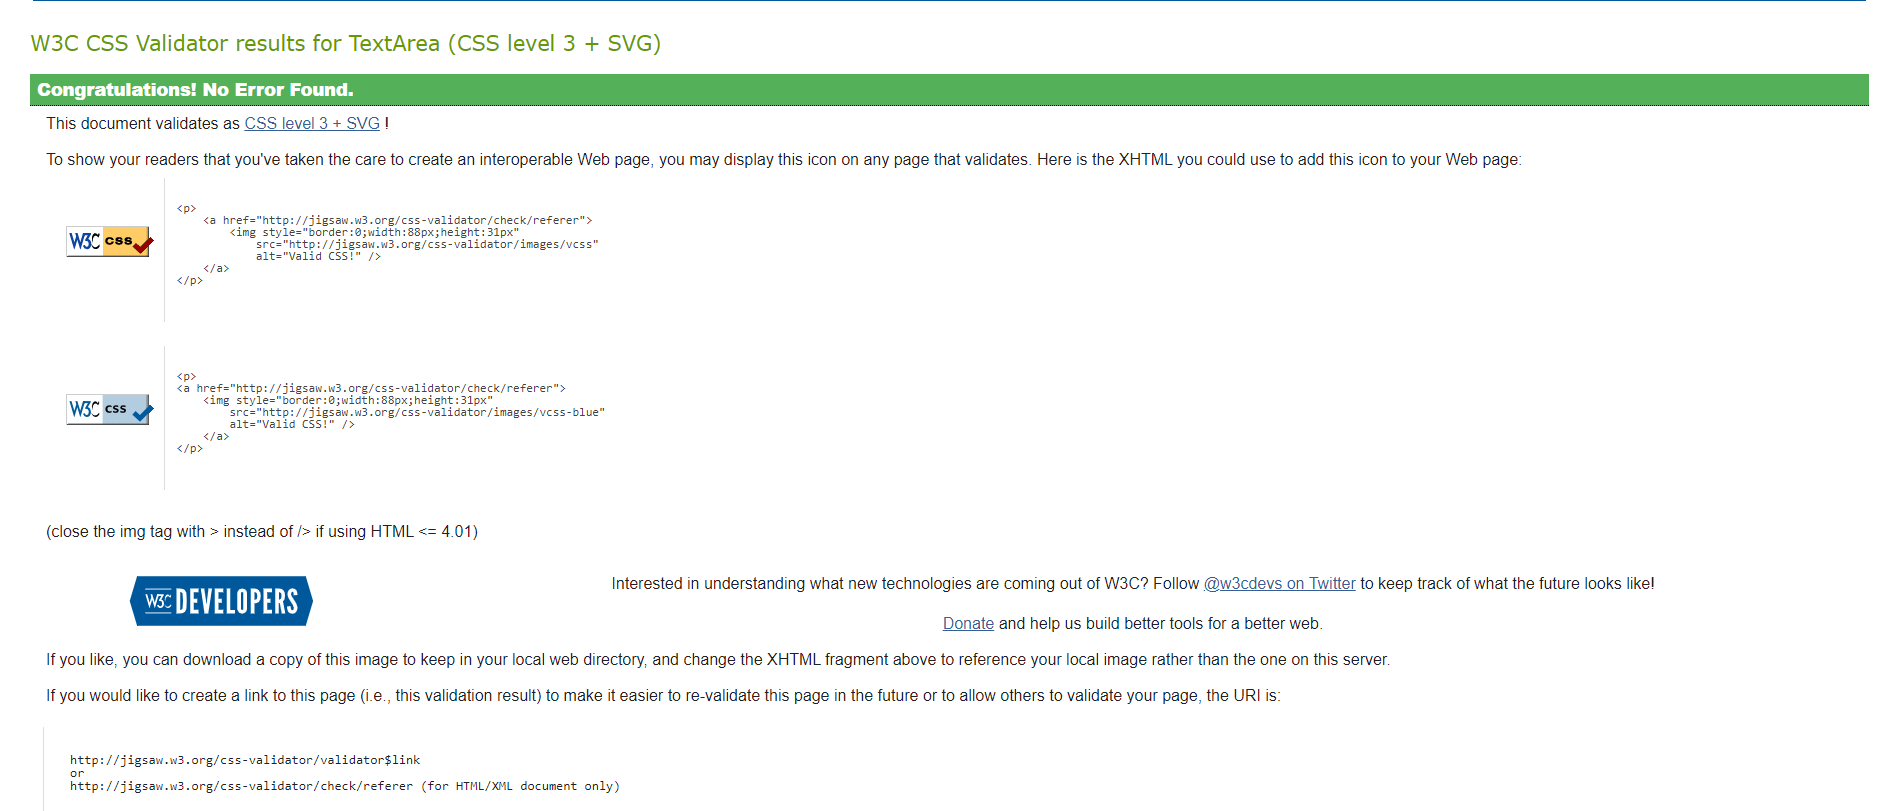 W3C CSS Validator results for TextArea (CSS level 3 + SVG)
Congratulations! No Error Found.
This document validates as CSS level 3 + SVG !
To show your readers that you've taken the care to create an interoperable Web page, you may display this icon on any page that validates. Here is the XHTML you could use to add this icon to your Web page:
W3C css
<p>
    <a href="http://jigsaw.w3.org/css-validator/check/referer">
        <img style="border:0;width:88px;height:31px"
            src="http://jigsaw.w3.org/css-validator/images/vcss"
            alt="Valid CSS!" />
    </a>
</p>
W3C css
<p>
<a href="http://jigsaw.w3.org/css-validator/check/referer">
    <img style="border:0;width:88px;height:31px"
        src="http://jigsaw.w3.org/css-validator/images/vcss-blue"
        alt="Valid CSS!" />
    </a>
</p>
(close the img tag with > instead of /> if using HTML <= 4.01)
W3C DEVELOPERS
Interested in understanding what new technologies are coming out of W3C? Follow @w3cdevs on Twitter to keep track of what the future looks like!
Donate and help us build better tools for a better web.
If you like, you can download a copy of this image to keep in your local web directory, and change the XHTML fragment above to reference your local image rather than the one on this server.
If you would like to create a link to this page (i.e., this validation result) to make it easier to re-validate this page in the future or to allow others to validate your page, the URI is:
http://jigsaw.w3.org/css-validator/validator$link
or
http://jigsaw.w3.org/css-validator/check/referer (for HTML/XML document only)